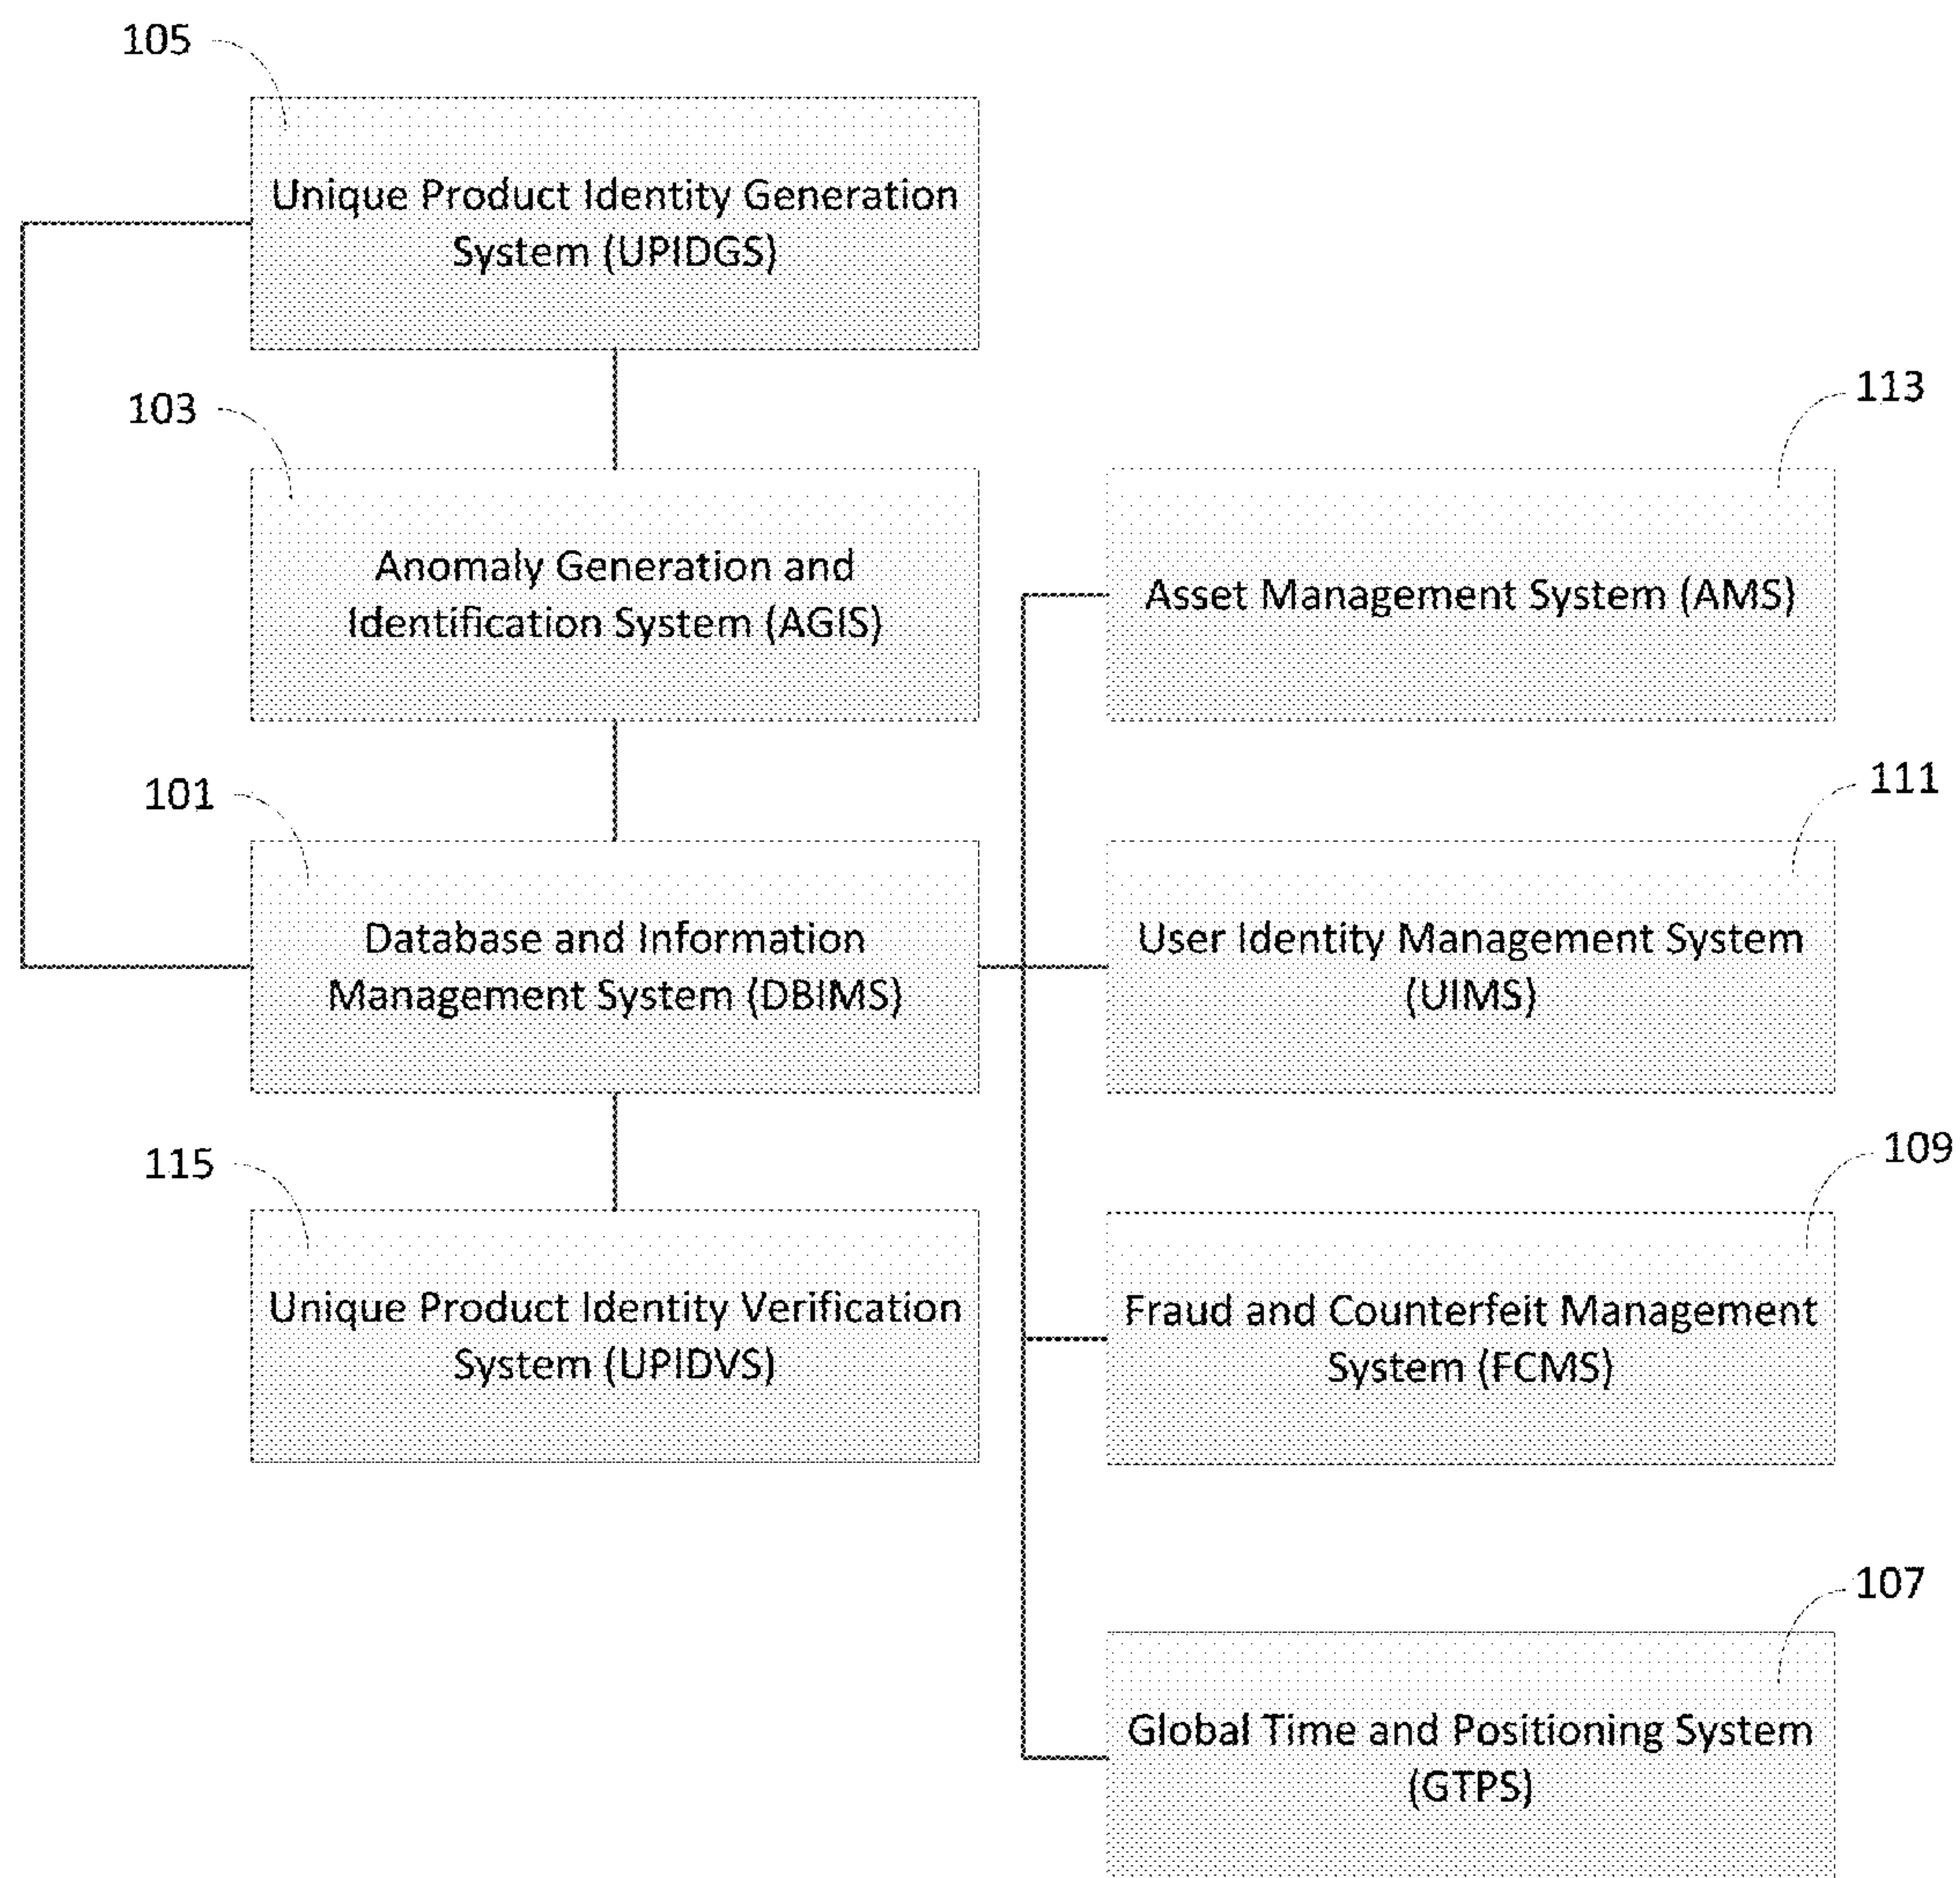 105
Unique Product Identity Generation
System (UPIDGS)
103
Anomaly Generation and
Identification System (AGIS)
113
Asset Management System (AMS)
101
Database and Information
Management System (DBIMS)
111
User Identity Management System
(UIMS)
115
Unique Product Identity Verification
System (UPIDVS)
109
Fraud and Counterfeit Management
System (FCMS)
107
Global Time and Positioning System
(GTPS)